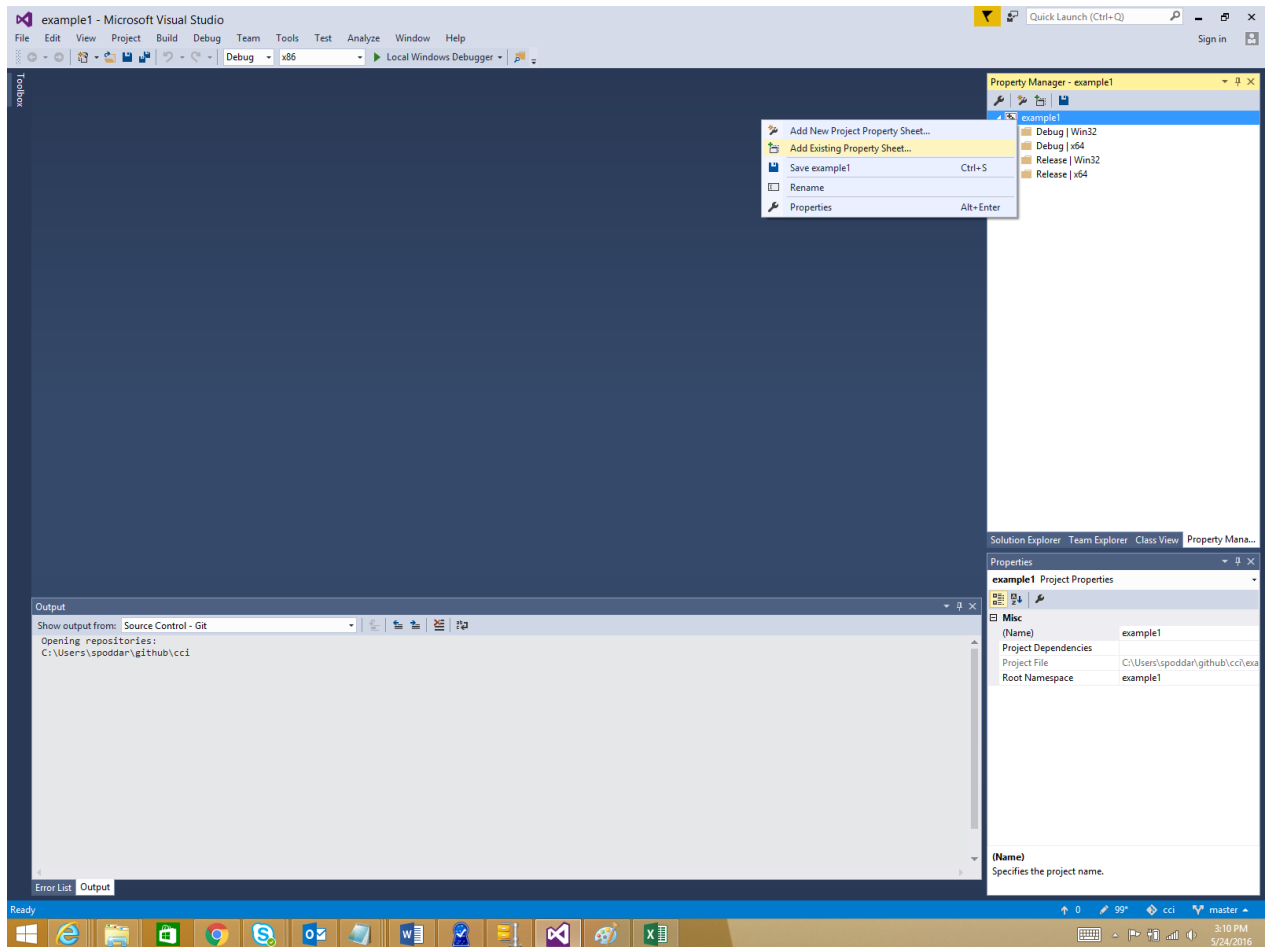 example1 - Microsoft Visual Studio
Quick Launch (Ctrl+Q)
File Edit View Project Build Debug Team Tools Test Analyze Window Help
Sign in
Debug x86 Local Windows Debugger
Toolbox
Property Manager - example1
example1
Debug | Win32
Debug | x64
Release | Win32
Release | x64
Add New Project Property Sheet...
Add Existing Property Sheet...
Save example1 Ctrl+S
Rename
Properties Alt+Enter
Solution Explorer Team Explorer Class View Property Mana...
Properties
example1 Project Properties
Misc
(Name) example1
Project Dependencies
Project File C:\Users\spoddar\github\cci\exa
Root Namespace example1
(Name)
Specifies the project name.
Output
Show output from: Source Control - Git
Opening repositories:
C:\Users\spoddar\github\cci
Error List Output
Ready
0 99* cci master
3:10 PM
5/24/2016